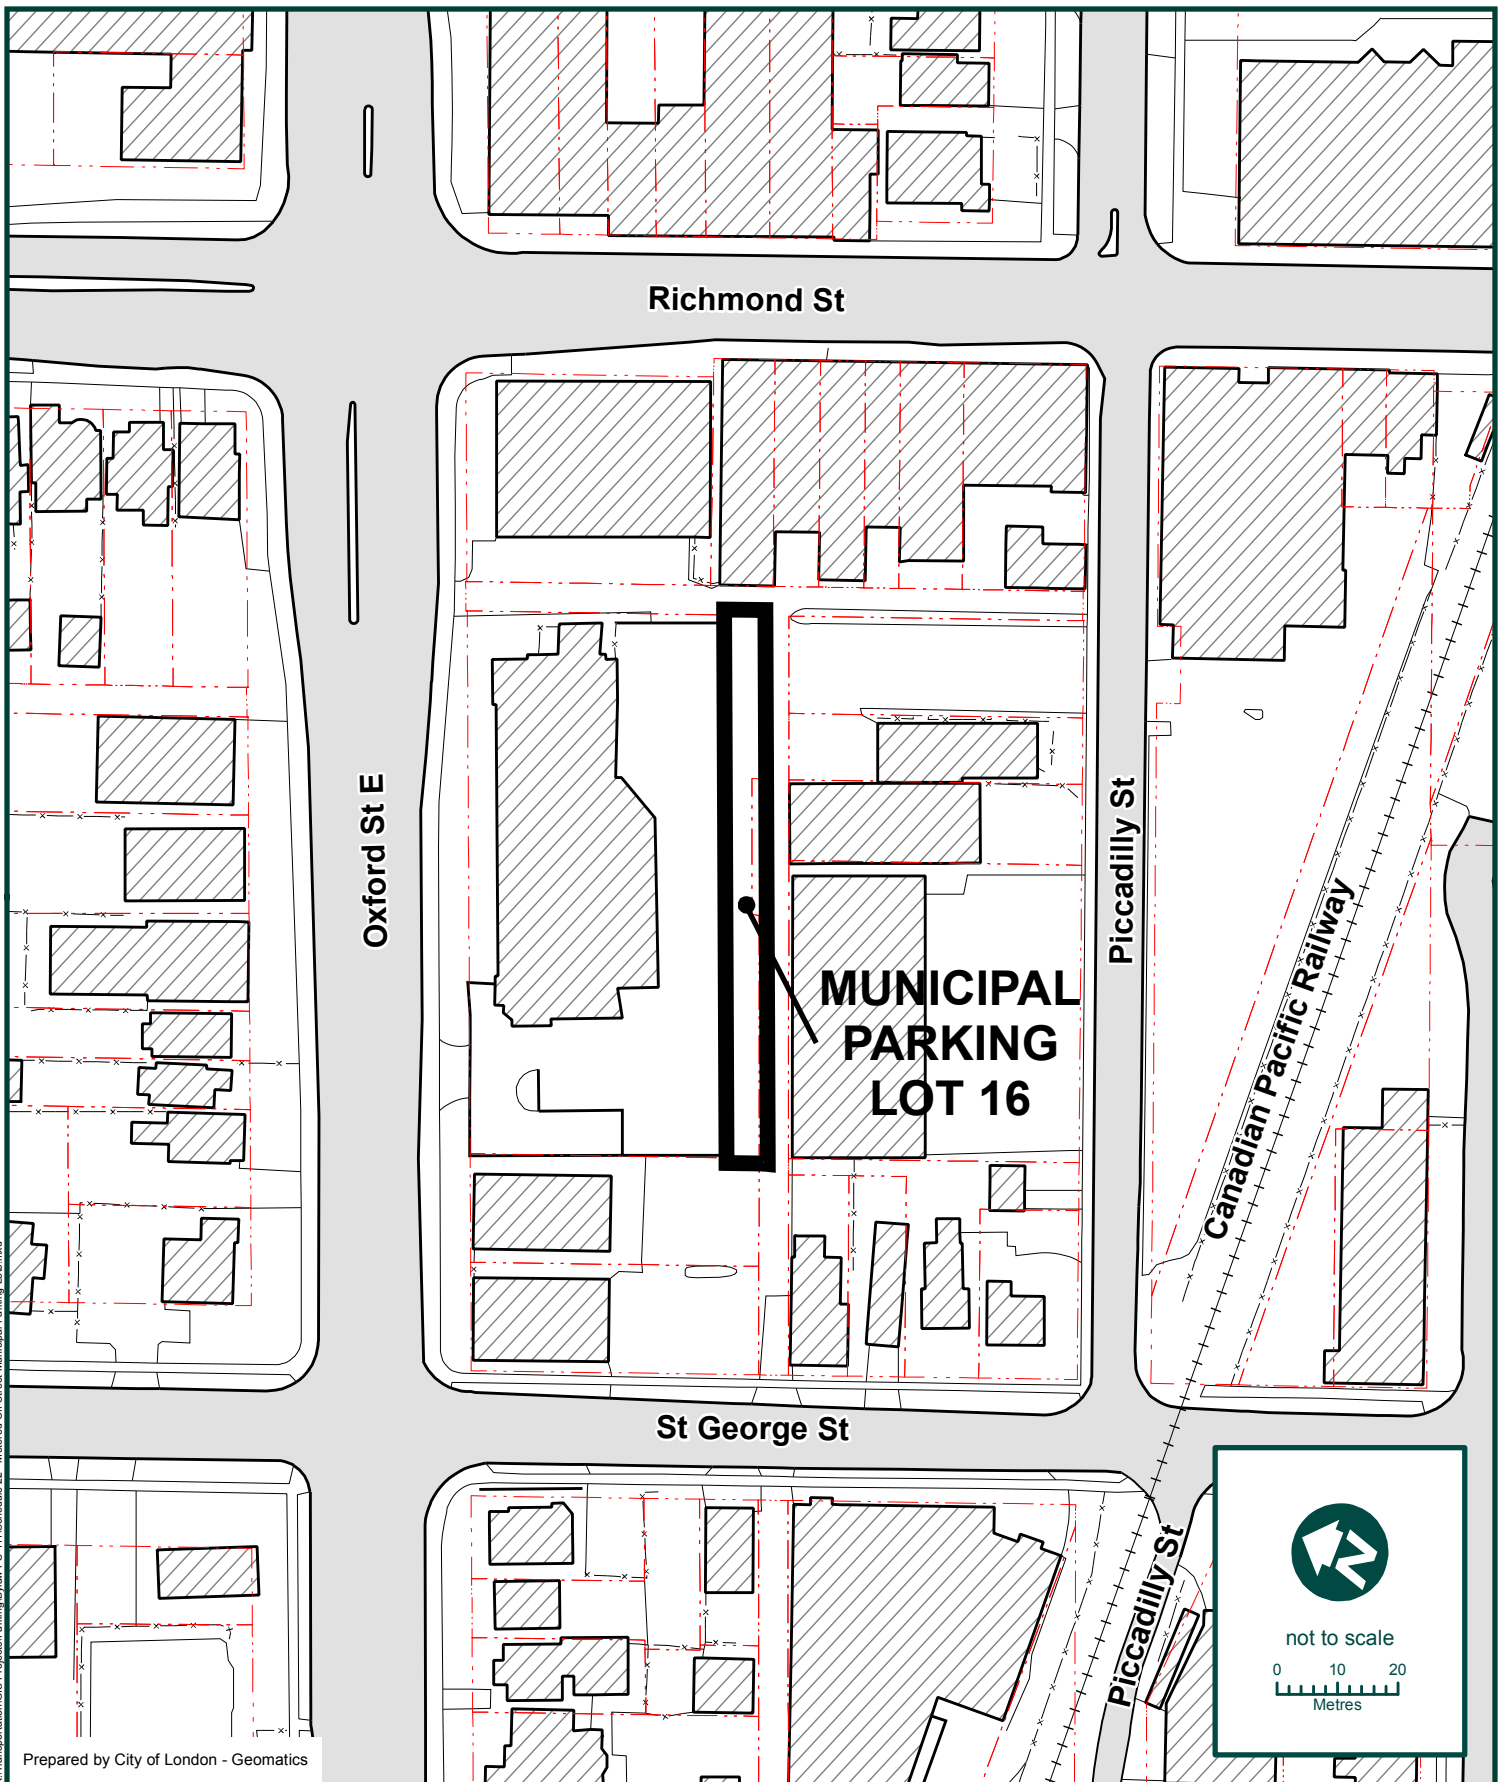 Richmond St
Oxford St E
Piccadilly St
MUNICIPAL
PARKING
LOT 16
Canadian Pacific Railway
St George St
Piccadilly St
N
not to scale
0 10 20
Metres
Prepared by City of London - Geomatics